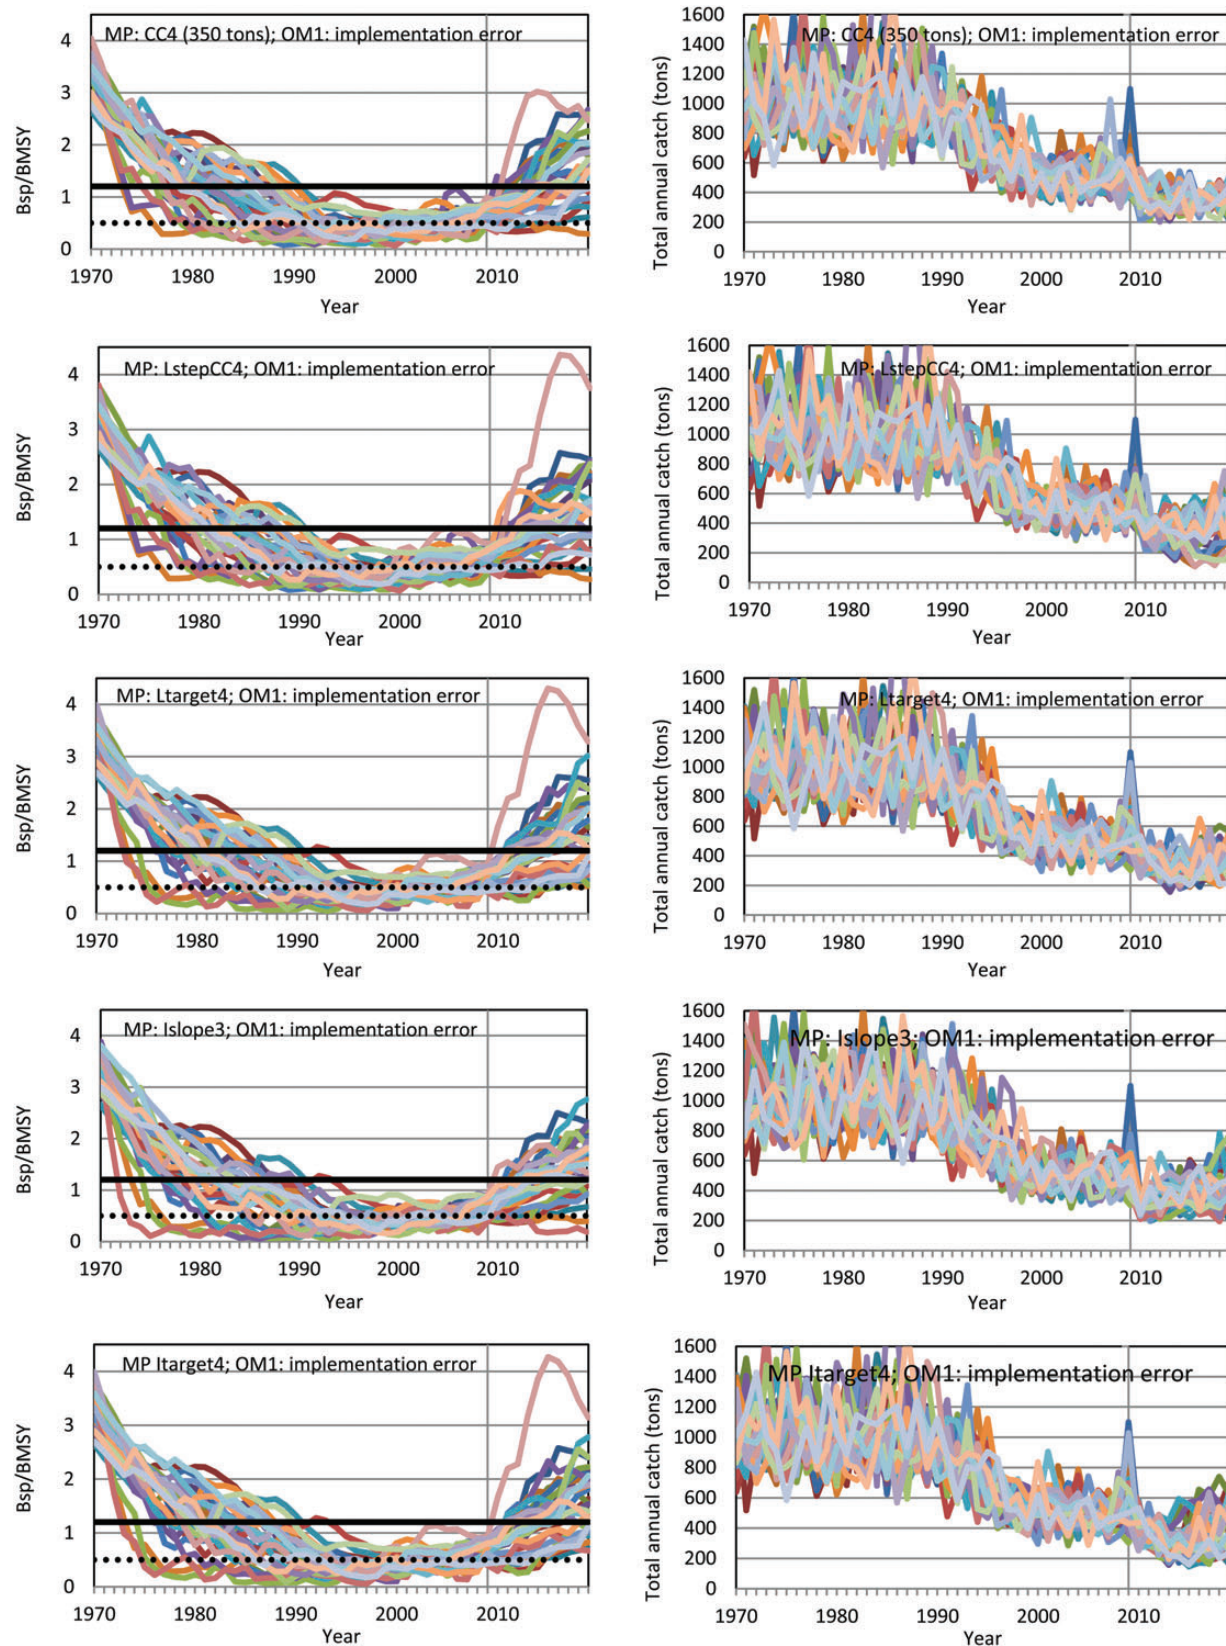 MP: CC4 (350 tons); OM1: implementation error
4
3
2
1
0
Bsp/BMSY
1970 1980 1990 2000 2010
Year
MP: CC4 (350 tons); OM1: implementation error
1600
1400
1200
1000
800
600
400
200
0
Total annual catch (tons)
1970 1980 1990 2000 2010
Year
MP: LstepCC4; OM1: implementation error
4
3
2
1
0
Bsp/BMSY
1970 1980 1990 2000 2010
Year
MP: LstepCC4; OM1: implementation error
1600
1400
1200
1000
800
600
400
200
0
Total annual catch (tons)
1970 1980 1990 2000 2010
Year
MP: Ltarget4; OM1: implementation error
4
3
2
1
0
Bsp/BMSY
1970 1980 1990 2000 2010
Year
MP: Ltarget4; OM1: implementation error
1600
1400
1200
1000
800
600
400
200
0
Total annual catch (tons)
1970 1980 1990 2000 2010
Year
MP: Islope3; OM1: implementation error
4
3
2
1
0
Bsp/BMSY
1970 1980 1990 2000 2010
Year
MP: Islope3; OM1: implementation error
1600
1400
1200
1000
800
600
400
200
0
Total annual catch (tons)
1970 1980 1990 2000 2010
Year
MP Itarget4; OM1: implementation error
4
3
2
1
0
Bsp/BMSY
1970 1980 1990 2000 2010
Year
MP Itarget4; OM1: implementation error
1600
1400
1200
1000
800
600
400
200
0
Total annual catch (tons)
1970 1980 1990 2000 2010
Year